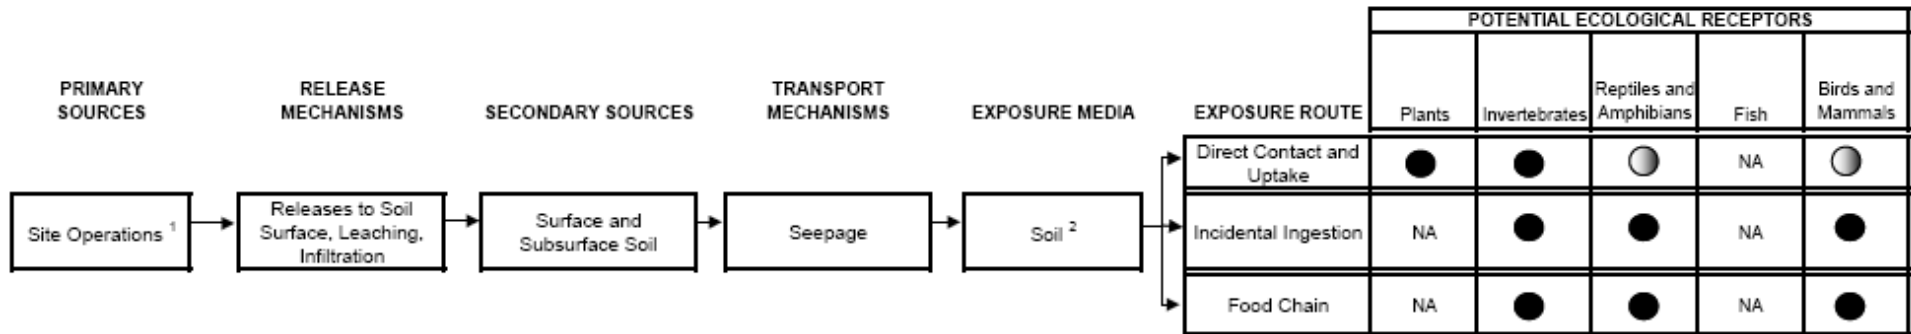 POTENTIAL ECOLOGICAL RECEPTORS
PRIMARY
SOURCES
RELEASE
MECHANISMS
SECONDARY SOURCES
TRANSPORT
MECHANISMS
EXPOSURE MEDIA
EXPOSURE ROUTE
Plants
Invertebrates
Reptiles and
Amphibians
Fish
Birds and
Mammals
Direct Contact and
Uptake
NA
Site Operations 1
Releases to Soil
Surface, Leaching,
Infiltration
Surface and
Subsurface Soil
Seepage
Soil 2
Incidental Ingestion
NA
NA
Food Chain
NA
NA